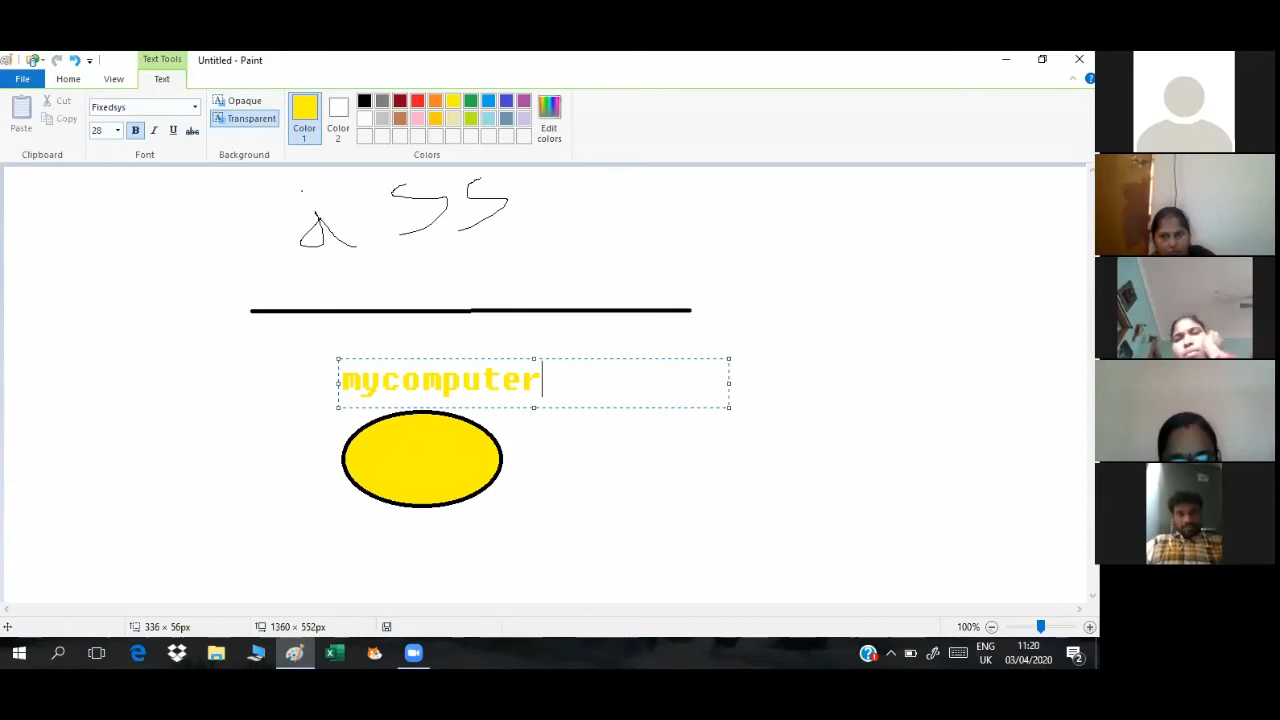 Text Tools
Untitled - Paint
File
Home
View
Text
Paste
Cut
Copy
Clipboard
Fixedsys
28
B I U abc
Font
Opaque
Transparent
Background
Color 1
Color 2
Edit colors
Colors
mycomputer
336 × 56px
1360 × 552px
100%
ENG
UK
11:20
03/04/2020
2